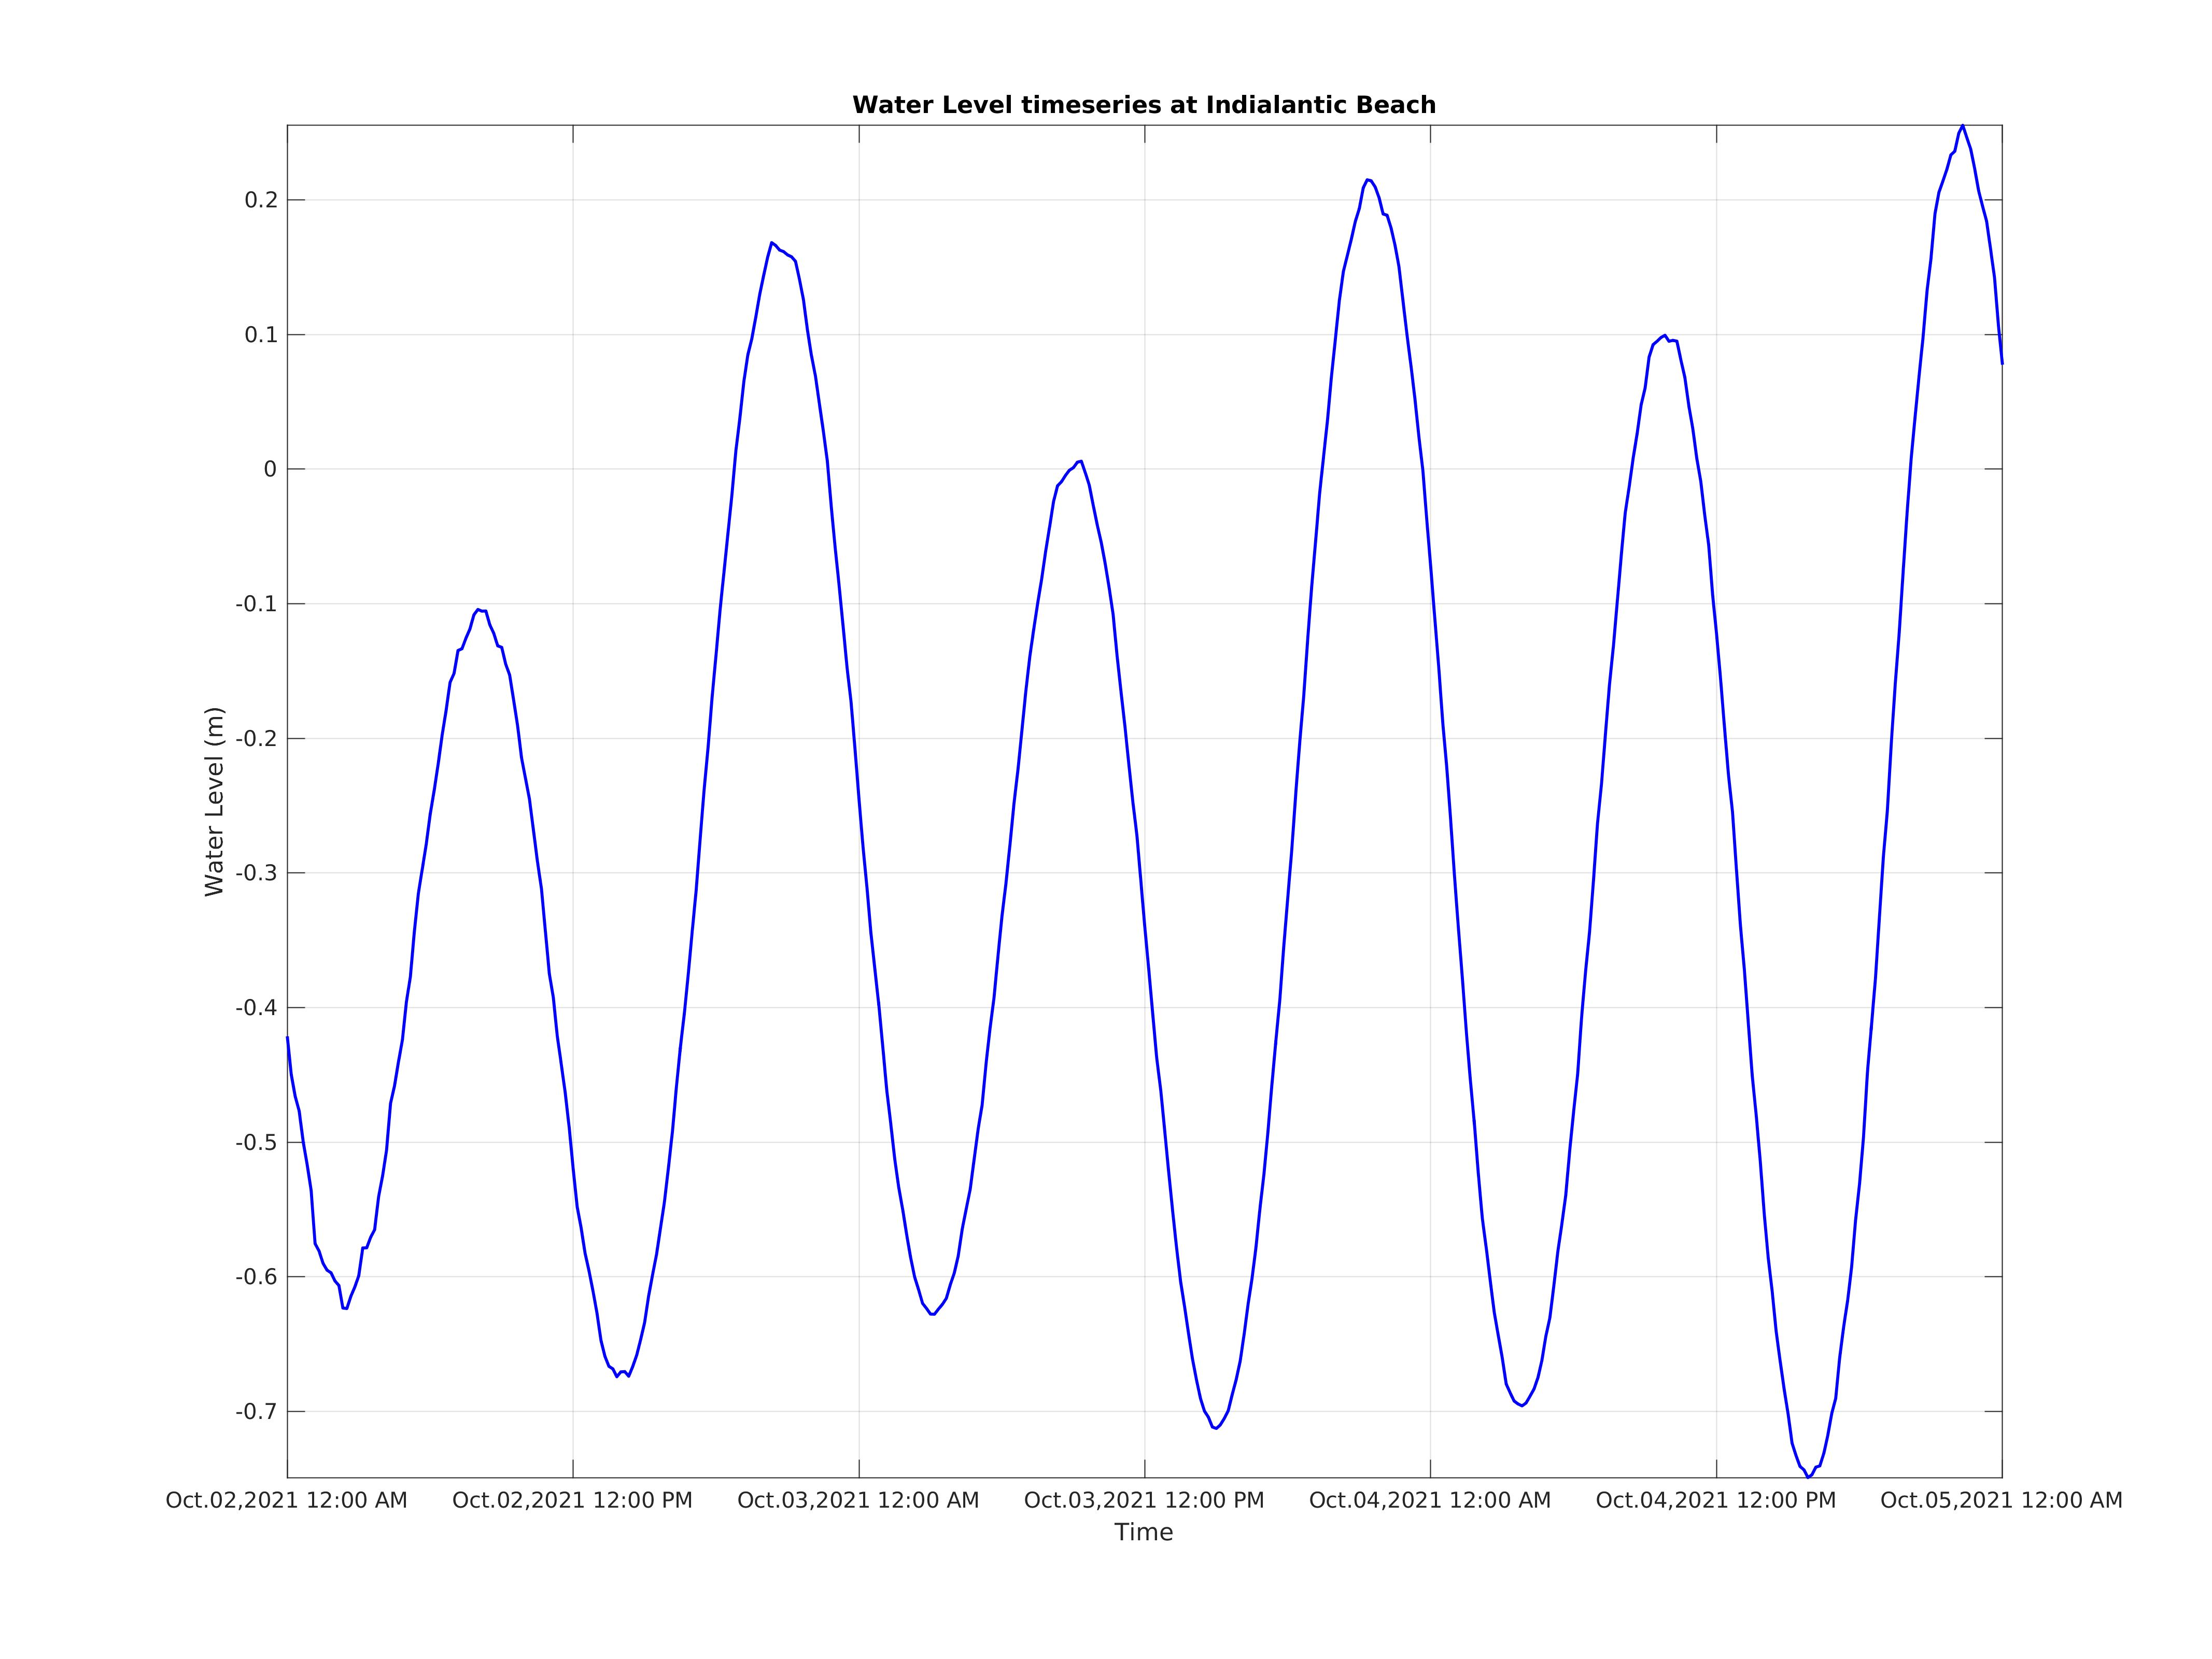 Water Level timeseries at Indialantic Beach
0.2
0.1
0
-0.1
-0.2
-0.3
-0.4
-0.5
-0.6
-0.7
Water Level (m)
Oct.02,2021 12:00 AM
Oct.02,2021 12:00 PM
Oct.03,2021 12:00 AM
Oct.03,2021 12:00 PM
Oct.04,2021 12:00 AM
Oct.04,2021 12:00 PM
Oct.05,2021 12:00 AM
Time